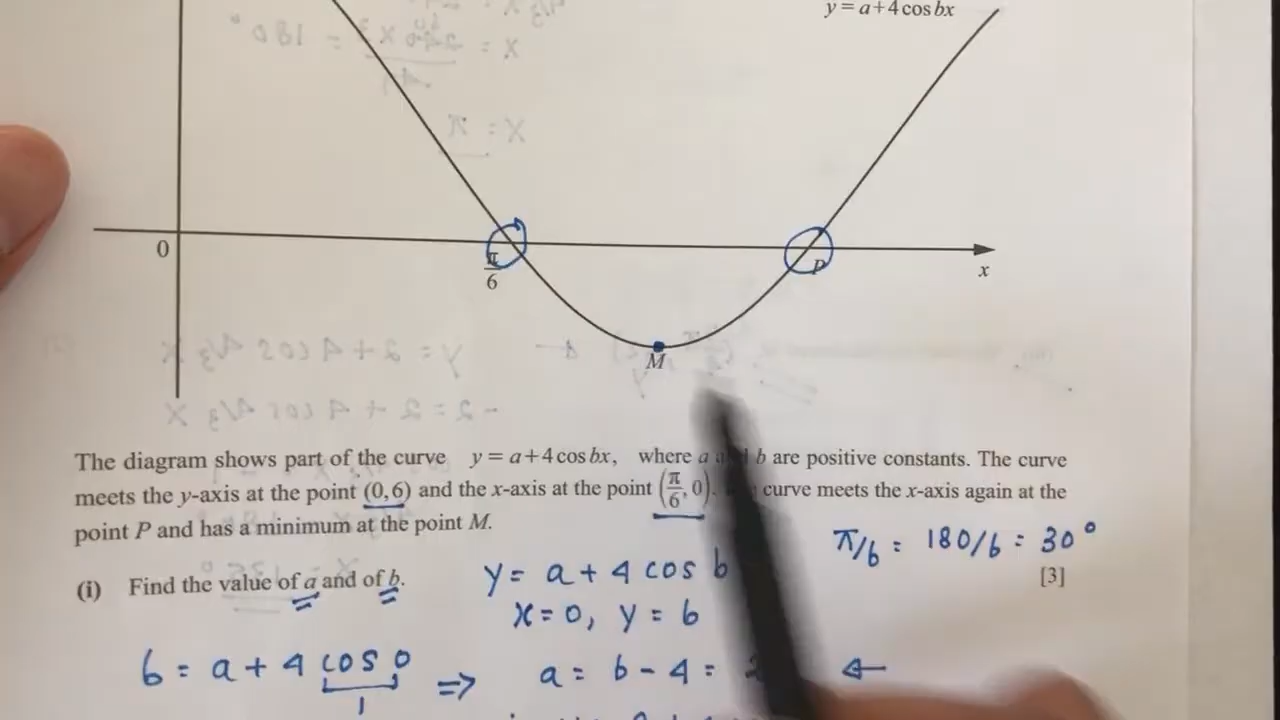 y = a + 4 cos bx
0
π/6
P
x
M
The diagram shows part of the curve y = a + 4 cos bx, where a b are positive constants. The curve
meets the y-axis at the point (0, 6) and the x-axis at the point (π/6, 0). curve meets the x-axis again at the
point P and has a minimum at the point M.
π/6 = 180/6 = 30°
(i) Find the value of a and of b. [3]
y = a + 4 cos b
x = 0, y = 6
6 = a + 4 cos 0 ⇒ a = 6 - 4 = ←
1